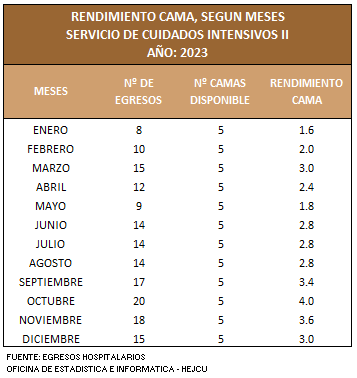 RENDIMIENTO CAMA, SEGUN MESES
SERVICIO DE CUIDADOS INTENSIVOS II
AÑO: 2023
MESES Nº DE EGRESOS Nº CAMAS DISPONIBLE RENDIMIENTO CAMA
ENERO 8 5 1.6
FEBRERO 10 5 2.0
MARZO 15 5 3.0
ABRIL 12 5 2.4
MAYO 9 5 1.8
JUNIO 14 5 2.8
JULIO 14 5 2.8
AGOSTO 14 5 2.8
SEPTIEMBRE 17 5 3.4
OCTUBRE 20 5 4.0
NOVIEMBRE 18 5 3.6
DICIEMBRE 15 5 3.0
FUENTE: EGRESOS HOSPITALARIOS
OFICINA DE ESTADISTICA E INFORMATICA - HEJCU